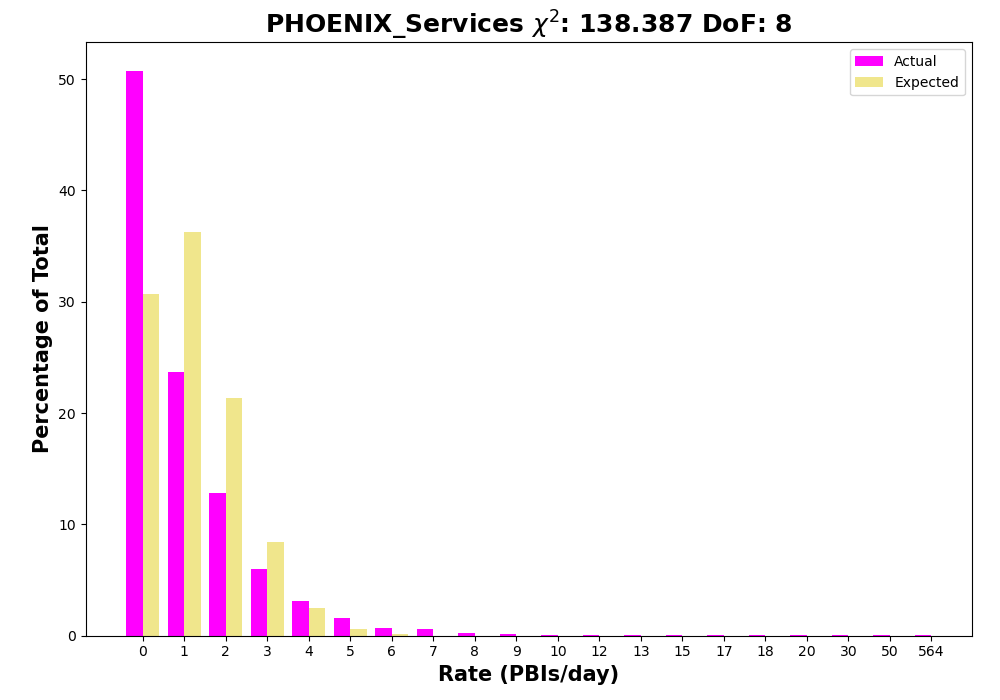 PHOENIX_Services χ²: 138.387 DoF: 8
Actual
Expected
Percentage of Total
50
40
30
20
10
0
0 1 2 3 4 5 6 7 8 9 10 12 13 15 17 18 20 30 50 564
Rate (PBIs/day)